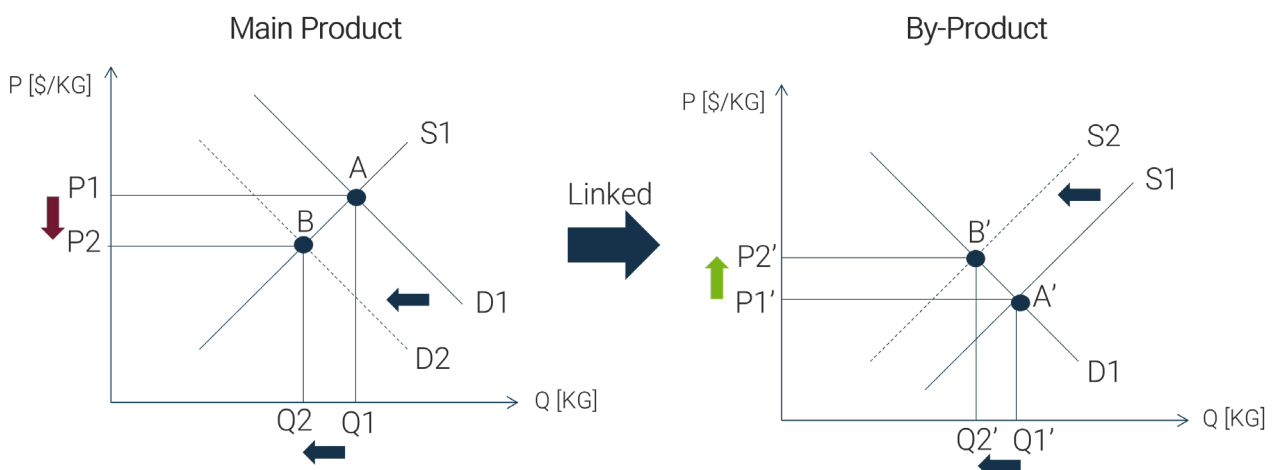 Main Product
P [$/KG]
S1
A
P1
B
P2
D1
D2
Q2
Q1
Q [KG]
Linked
By-Product
P [$/KG]
S2
S1
B’
P2’
A’
P1’
D1
Q2’
Q1’
Q [KG]